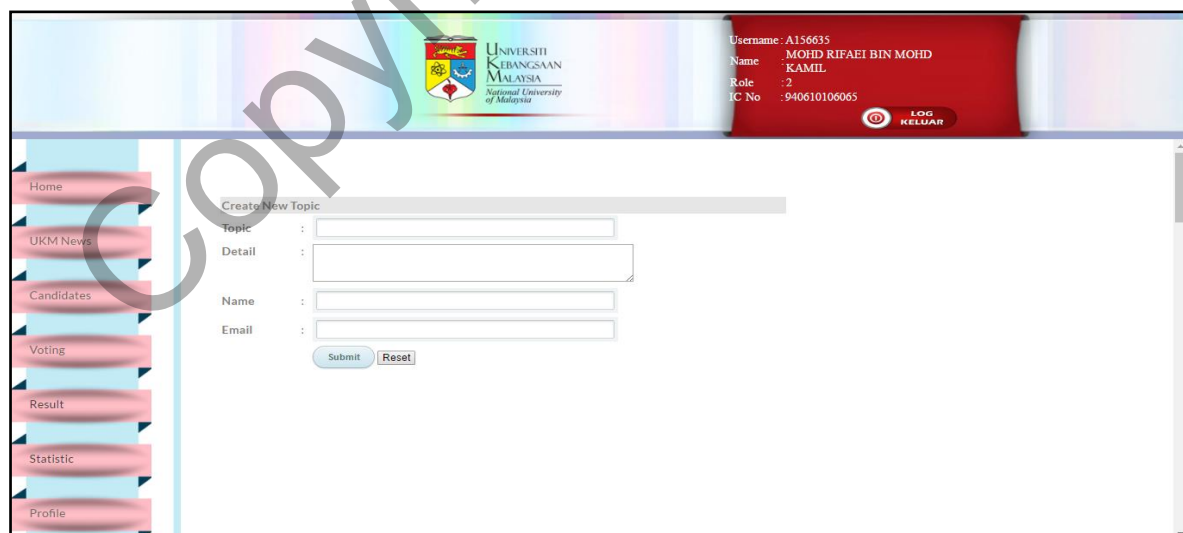 UNIVERSITI
KEBANGSAAN
MALAYSIA
National University
of Malaysia
Username : A156635
Name : MOHD RIFAEI BIN MOHD
KAMIL
Role : 2
IC No : 940610106065
LOG
KELUAR
Home
UKM News
Candidates
Voting
Result
Statistic
Profile
Create New Topic
Topic :
Detail :
Name :
Email :
Submit Reset